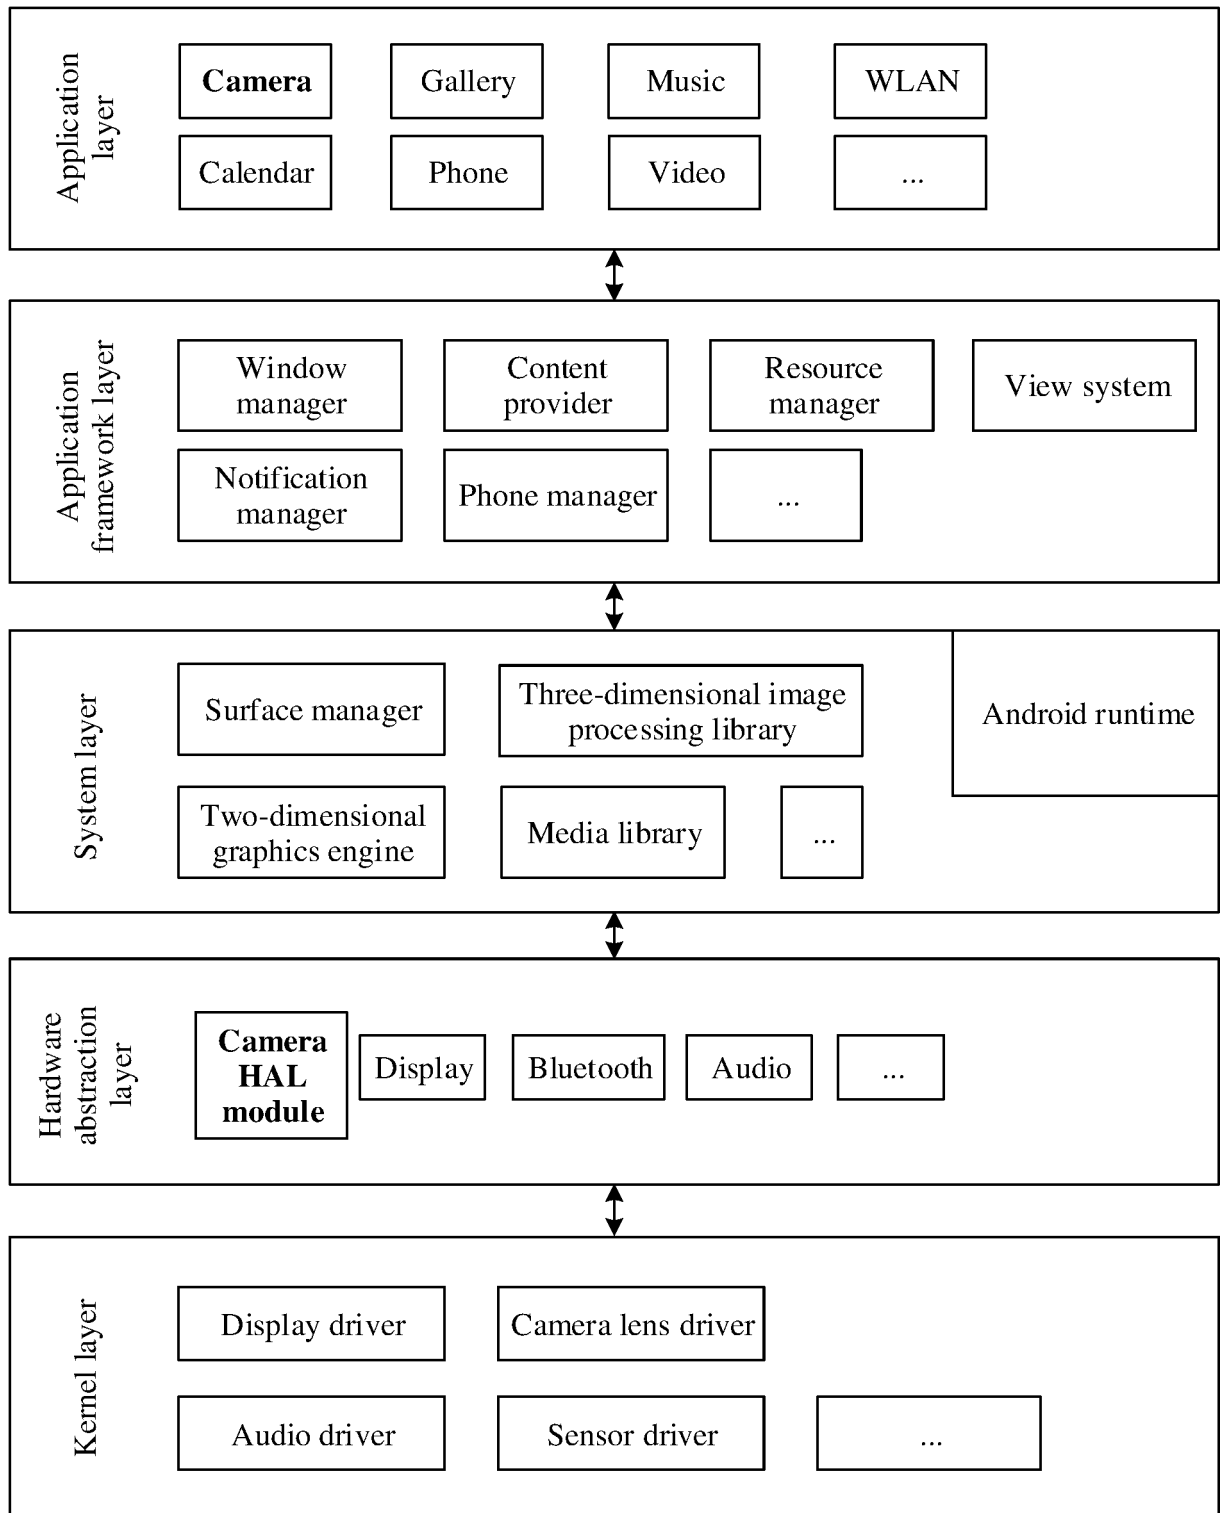 Application
layer
Camera
Gallery
Music
WLAN
Calendar
Phone
Video
...
Application
framework layer
Window
manager
Content
provider
Resource
manager
View system
Notification
manager
Phone manager
...
System layer
Surface manager
Three-dimensional image
processing library
Android runtime
Two-dimensional
graphics engine
Media library
...
Hardware
abstraction
layer
Camera
HAL
module
Display
Bluetooth
Audio
...
Kernel layer
Display driver
Camera lens driver
Audio driver
Sensor driver
...